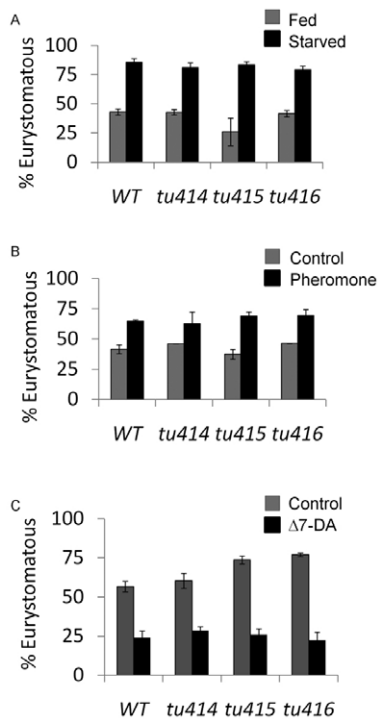 A
Fed
Starved
% Eurystomatous
100
75
50
25
0
WT tu414 tu415 tu416
B
Control
Pheromone
% Eurystomatous
100
75
50
25
0
WT tu414 tu415 tu416
C
Control
Δ7-DA
% Eurystomatous
100
75
50
25
0
WT tu414 tu415 tu416